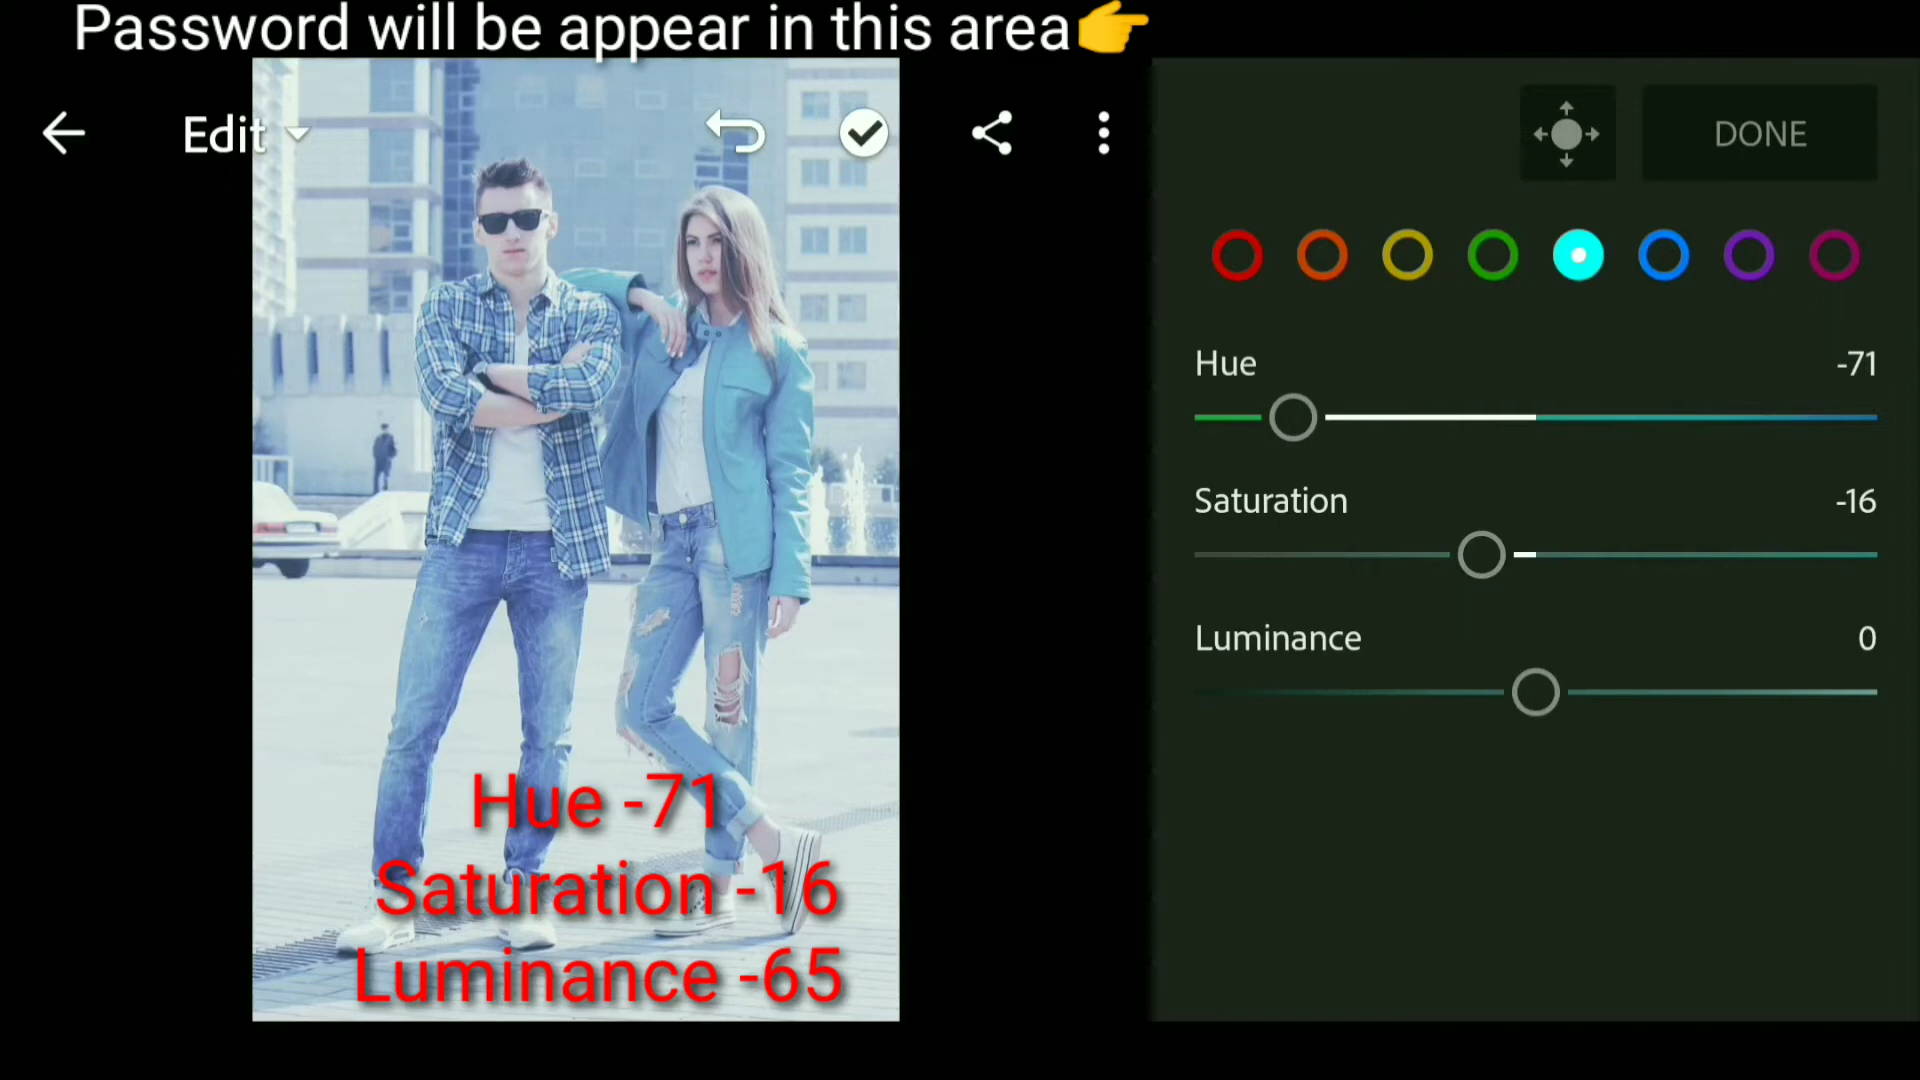 Password will be appear in this area👉
Edit
DONE
Hue -71
Saturation -16
Luminance 0
Hue -71
Saturation -16
Luminance -65